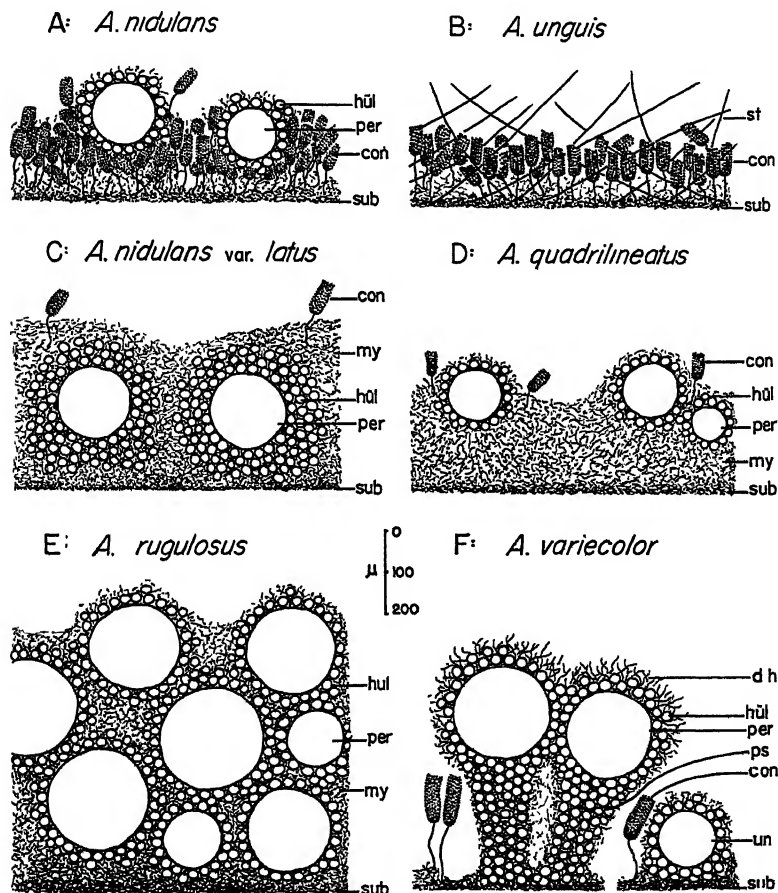 A: A. nidulans
hül
per
con
sub
B: A. unguis
st
con
sub
C: A. nidulans var. latus
con
my
hül
per
sub
D: A. quadrilineatus
con
hül
per
my
sub
E: A. rugulosus
hul
per
my
sub
μ
0
100
200
F: A. variecolor
d h
hül
per
ps
con
un
sub